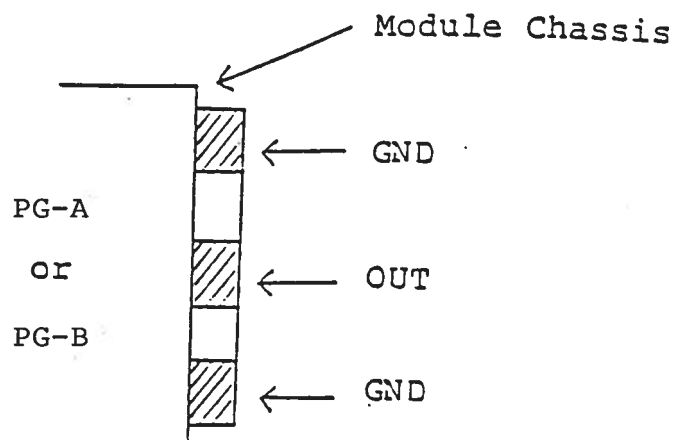 Module Chassis
GND
PG-A
or
OUT
PG-B
GND